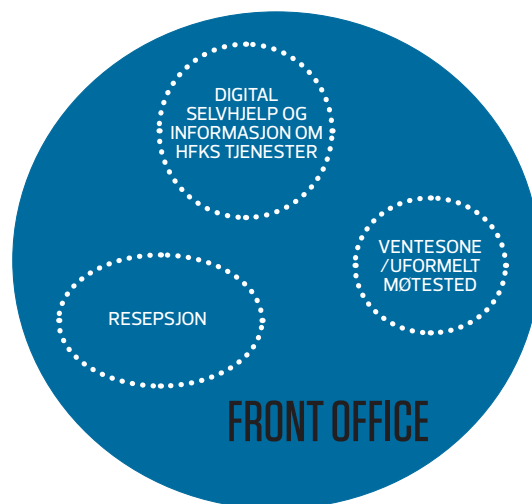 DIGITAL
SELVHJELP OG
INFORMASJON OM
HFKS TJENESTER
VENTESONE
/UFORMELT
MØTESTED
RESEPSJON
FRONT OFFICE